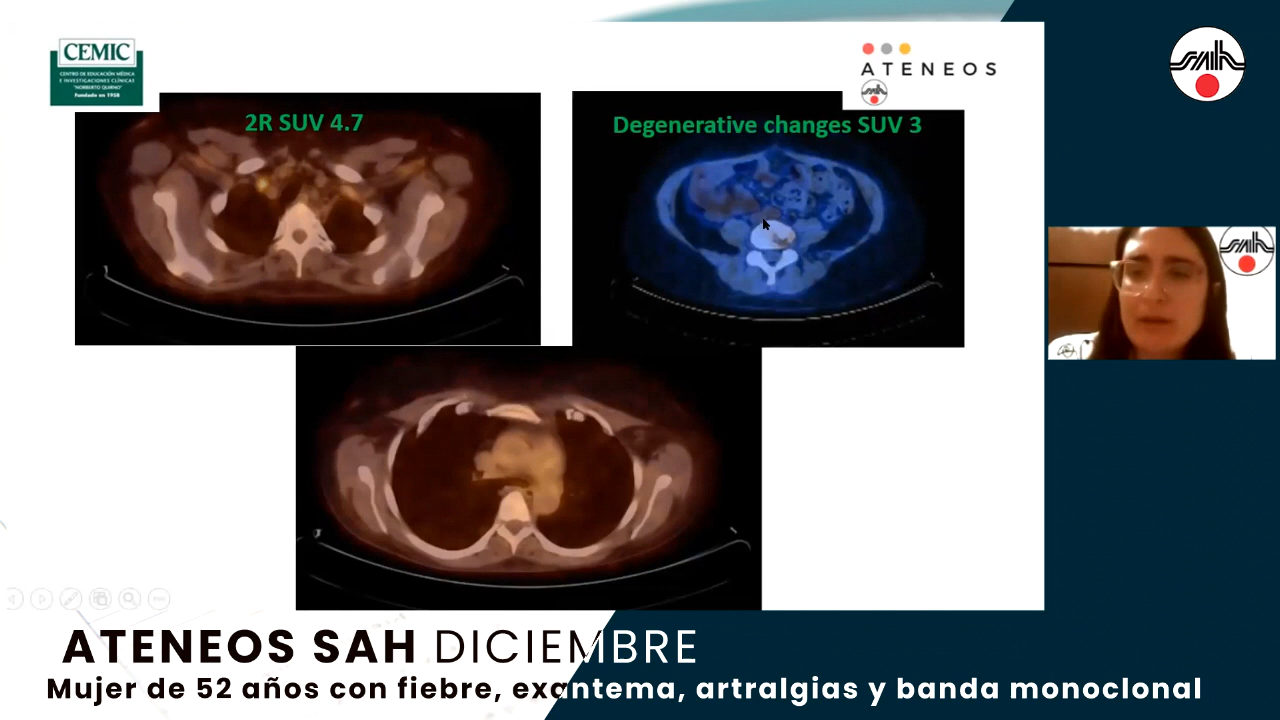 CEMIC
CENTRO DE EDUCACIÓN MÉDICA
E INVESTIGACIONES CLÍNICAS
"NORBERTO QUIRNO"
Fundado en 1958
ATENEOS
2R SUV 4.7
Degenerative changes SUV 3
ATENEOS SAH DICIEMBRE
Mujer de 52 años con fiebre, exantema, artralgias y banda monoclonal